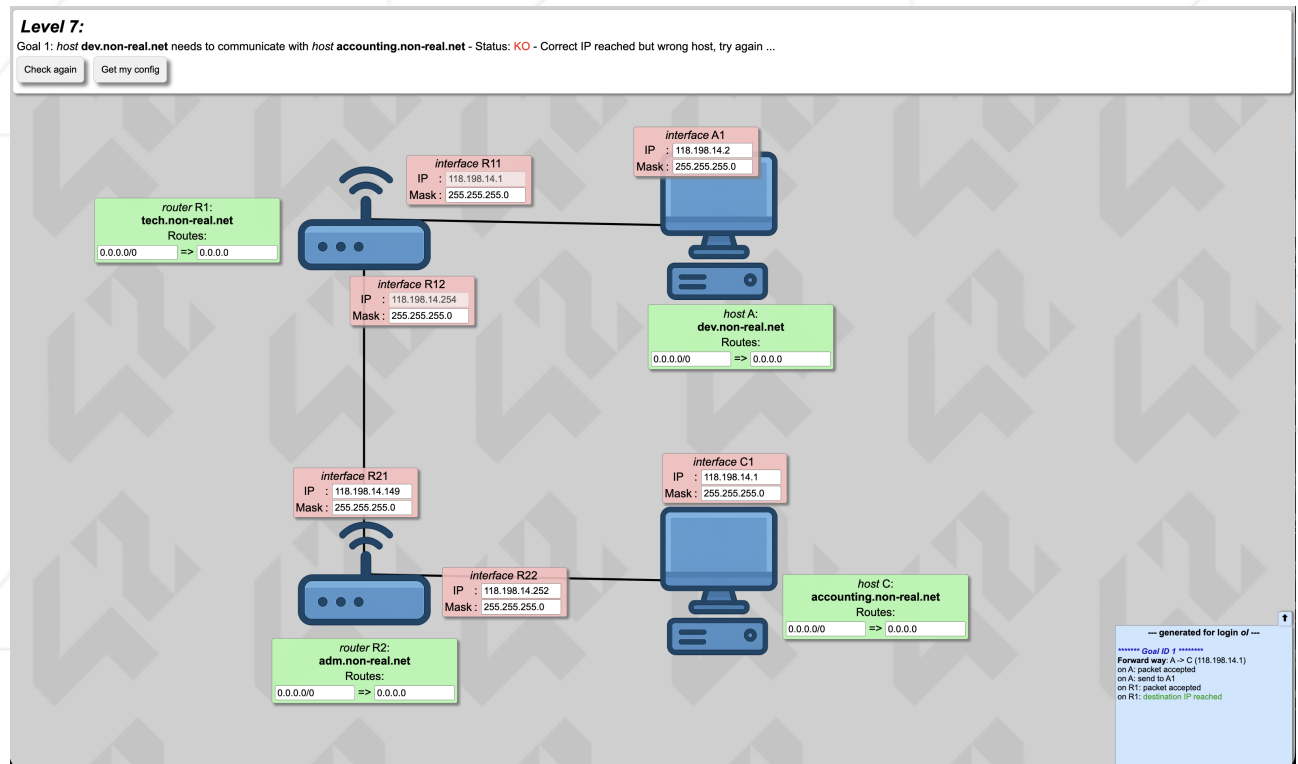 Level 7:
Goal 1: host dev.non-real.net needs to communicate with host accounting.non-real.net - Status: KO - Correct IP reached but wrong host, try again ...
Check again
Get my config
interface A1
IP : 118.198.14.2
Mask : 255.255.255.0
interface R11
IP : 118.198.14.1
Mask : 255.255.255.0
router R1:
tech.non-real.net
Routes:
0.0.0.0/0 => 0.0.0.0
interface R12
IP : 118.198.14.254
Mask : 255.255.255.0
host A:
dev.non-real.net
Routes:
0.0.0.0/0 => 0.0.0.0
interface R21
IP : 118.198.14.149
Mask : 255.255.255.0
interface C1
IP : 118.198.14.1
Mask : 255.255.255.0
interface R22
IP : 118.198.14.252
Mask : 255.255.255.0
host C:
accounting.non-real.net
Routes:
0.0.0.0/0 => 0.0.0.0
router R2:
adm.non-real.net
Routes:
0.0.0.0/0 => 0.0.0.0
--- generated for login ol ---
******* Goal ID 1 ********
Forward way: A -> C (118.198.14.1)
on A: packet accepted
on A: send to A1
on R1: packet accepted
on R1: destination IP reached